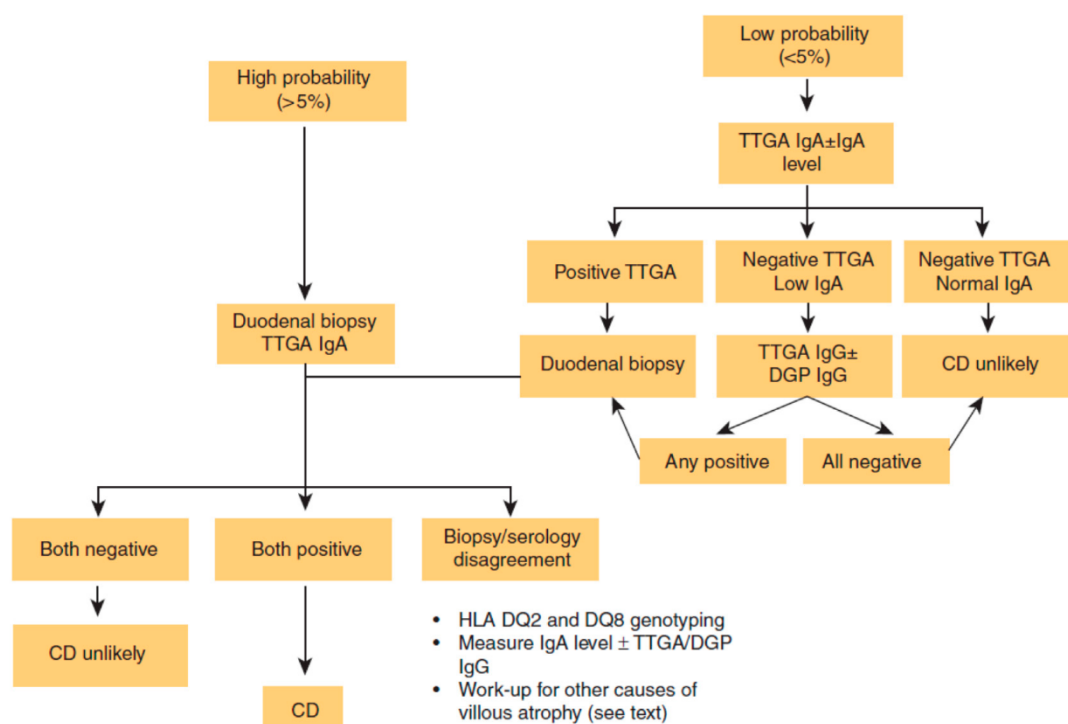 Low probability
(<5%)
High probability
(>5%)
TTGA IgA±IgA
level
Positive TTGA
Negative TTGA
Low IgA
Negative TTGA
Normal IgA
Duodenal biopsy
TTGA IgA
Duodenal biopsy
TTGA IgG±
DGP IgG
CD unlikely
Any positive
All negative
Both negative
Both positive
Biopsy/serology
disagreement
CD unlikely
CD
• HLA DQ2 and DQ8 genotyping
• Measure IgA level ± TTGA/DGP
IgG
• Work-up for other causes of
villous atrophy (see text)